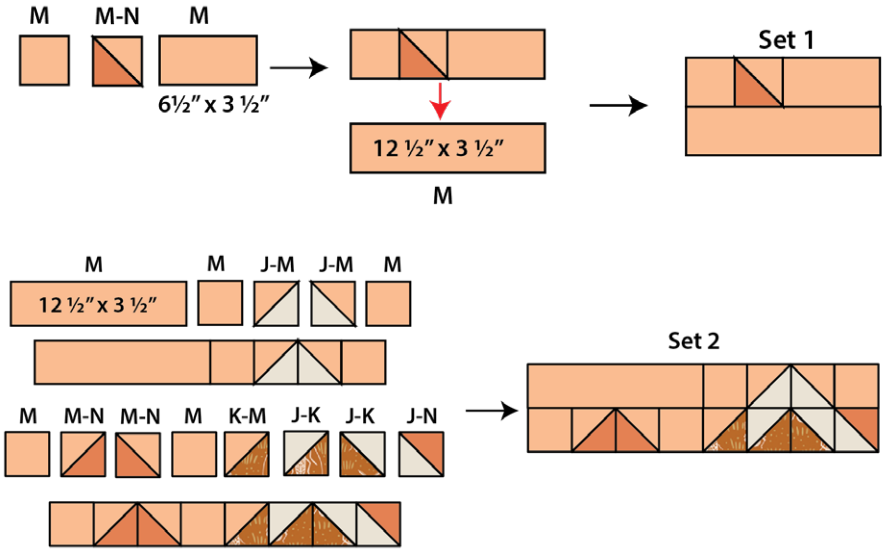 M M-N M
6½” x 3 ½”
12 ½” x 3 ½”
M
Set 1
M M J-M J-M M
12 ½” x 3 ½”
M M-N M-N M K-M J-K J-K J-N
Set 2